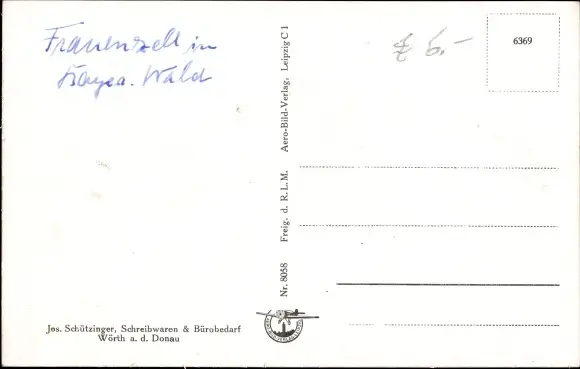 Frauenzell in
Bayer. Wald
£ 6.-
6369
Nr. 8058 Freig. d. R. L. M. Aero-Bild-Verlag, Leipzig C 1
Jos. Schützinger, Schreibwaren & Bürobedarf
Wörth a. d. Donau